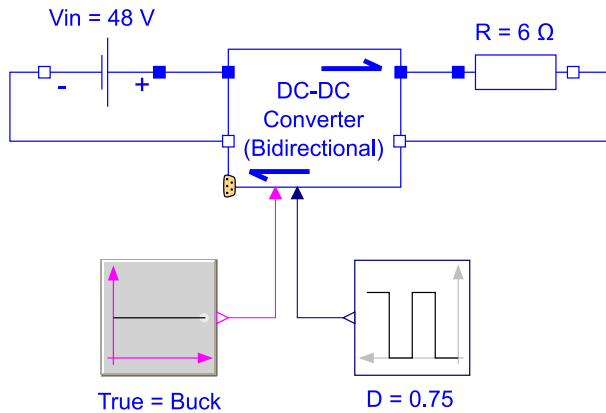 Vin = 48 V
R = 6 Ω
- +
DC-DC
Converter
(Bidirectional)
True = Buck
D = 0.75